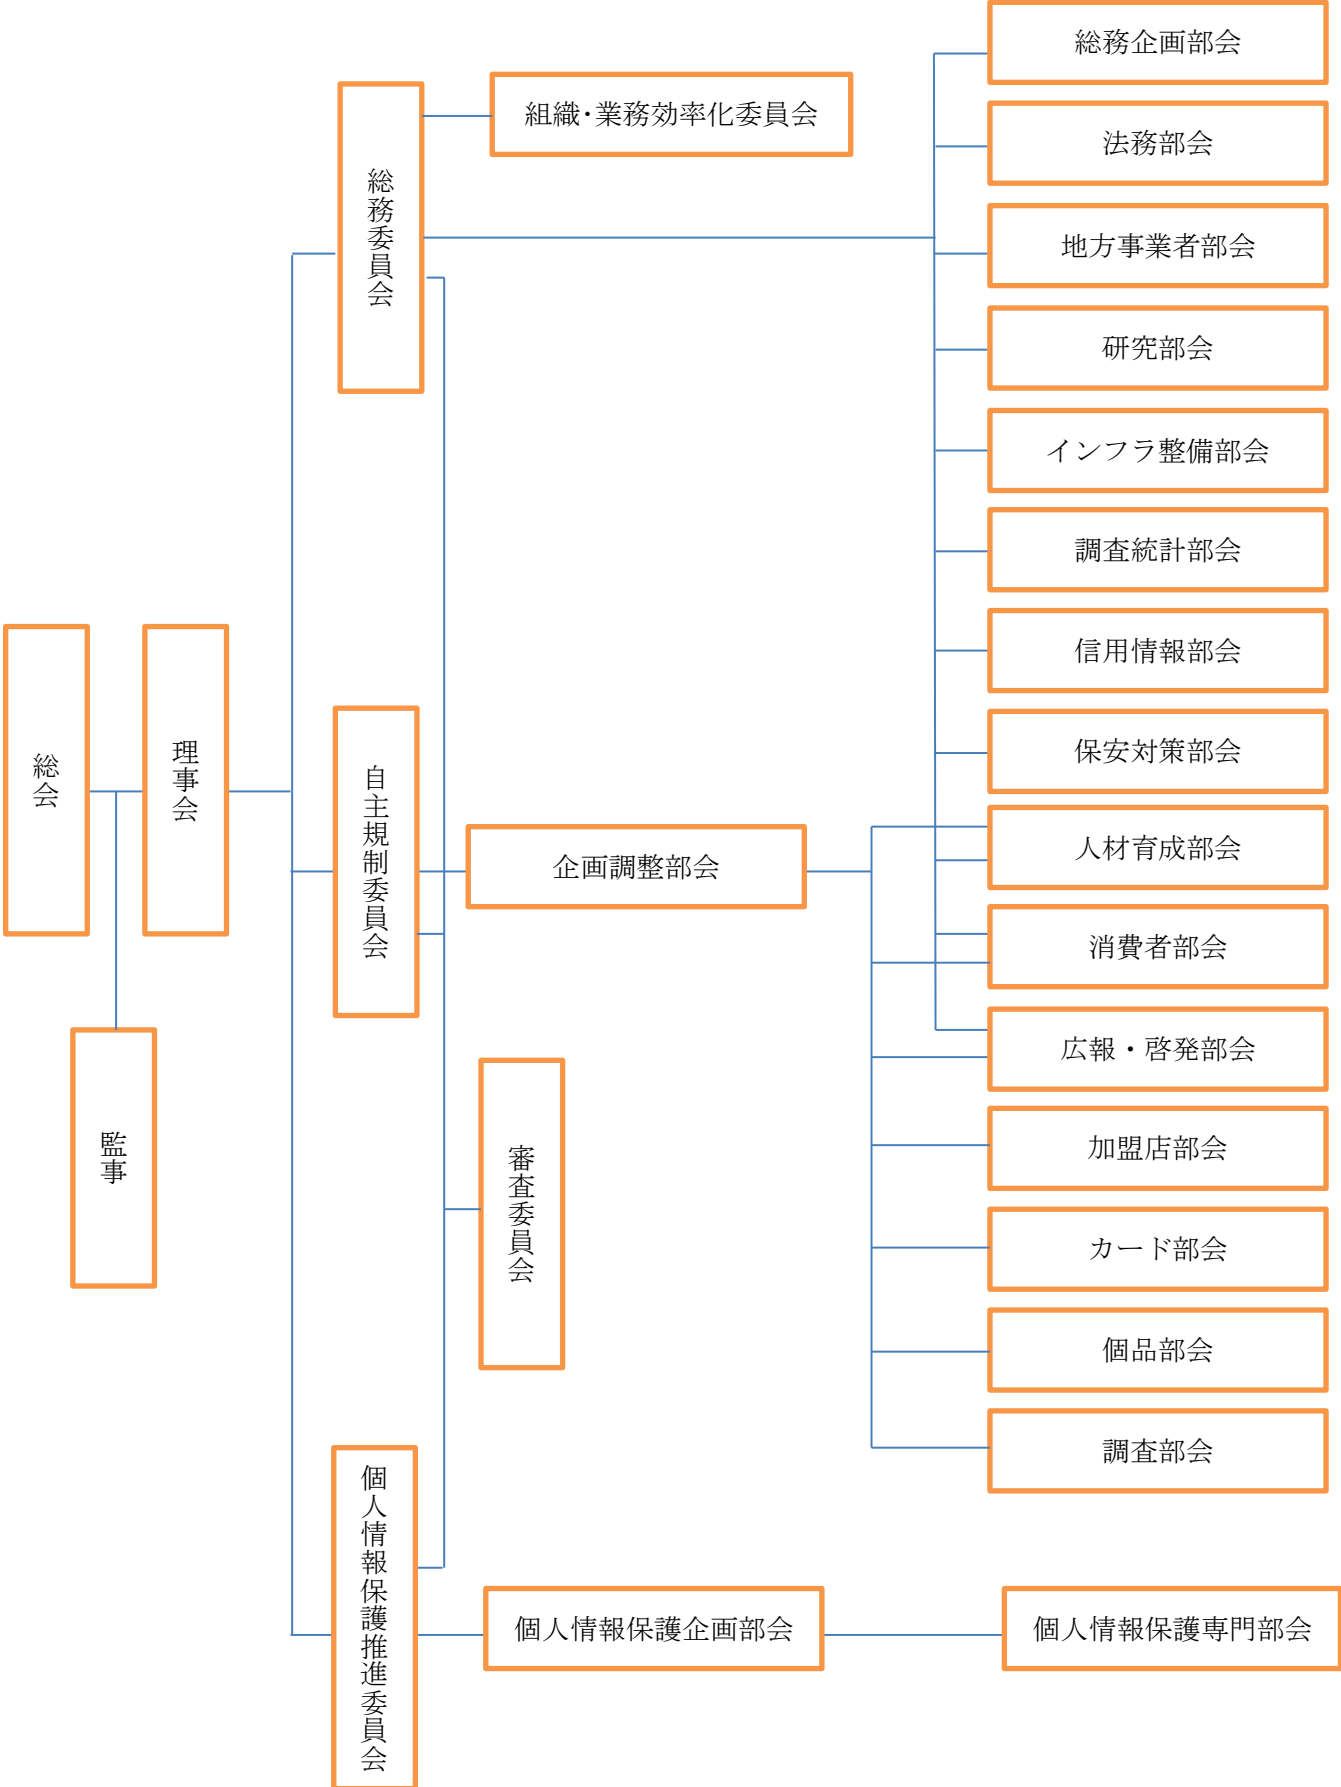 総会
理事会
監事
総務委員会
組織･業務効率化委員会
自主規制委員会
企画調整部会
審査委員会
個人情報保護推進委員会
個人情報保護企画部会
個人情報保護専門部会
総務企画部会
法務部会
地方事業者部会
研究部会
インフラ整備部会
調査統計部会
信用情報部会
保安対策部会
人材育成部会
消費者部会
広報・啓発部会
加盟店部会
カード部会
個品部会
調査部会